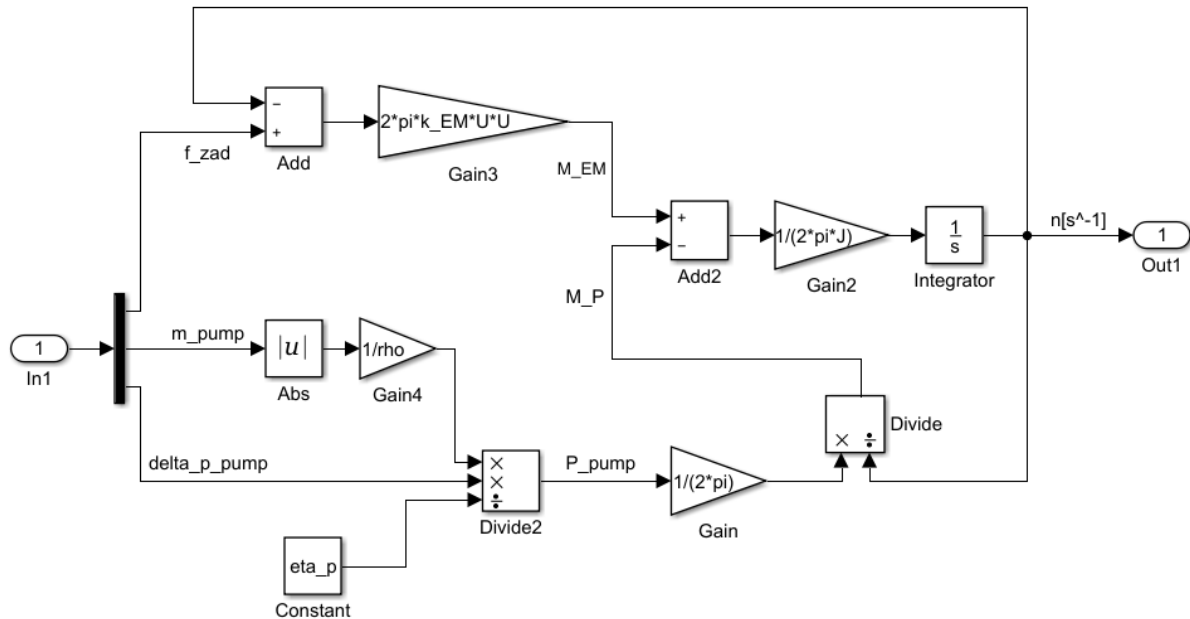 −
+
f_zad
Add
2*pi*k_EM*U*U
Gain3
M_EM
+
−
Add2
1/(2*pi*J)
Gain2
1
s
Integrator
n[s^-1]
1
Out1
M_P
1
In1
m_pump
|u|
Abs
1/rho
Gain4
× ÷
Divide
delta_p_pump
×
×
÷
Divide2
P_pump
1/(2*pi)
Gain
eta_p
Constant